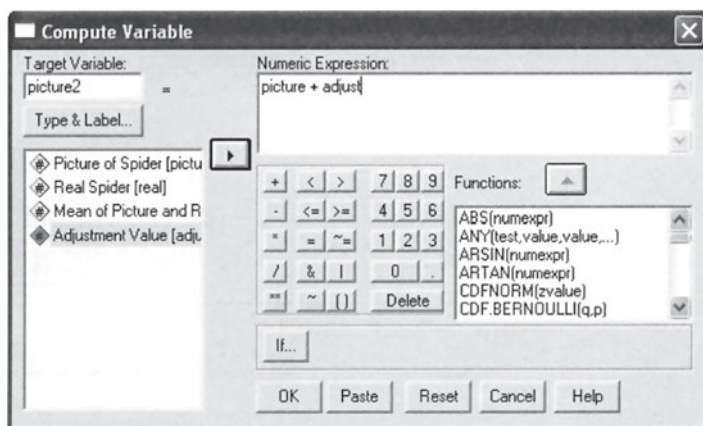 Compute Variable
Target Variable:
picture2
=
Type & Label...
Numeric Expression:
picture + adjust
Picture of Spider [pictu
Real Spider [real]
Mean of Picture and R
Adjustment Value [adju
+ < > 7 8 9
- <= >= 4 5 6
* = ~= 1 2 3
/ & | 0 .
** ~ () Delete
Functions:
ABS(numexpr)
ANY(test,value,value,...)
ARSIN(numexpr)
ARTAN(numexpr)
CDFNORM(zvalue)
CDF.BERNOULLI(q,p)
If...
OK Paste Reset Cancel Help